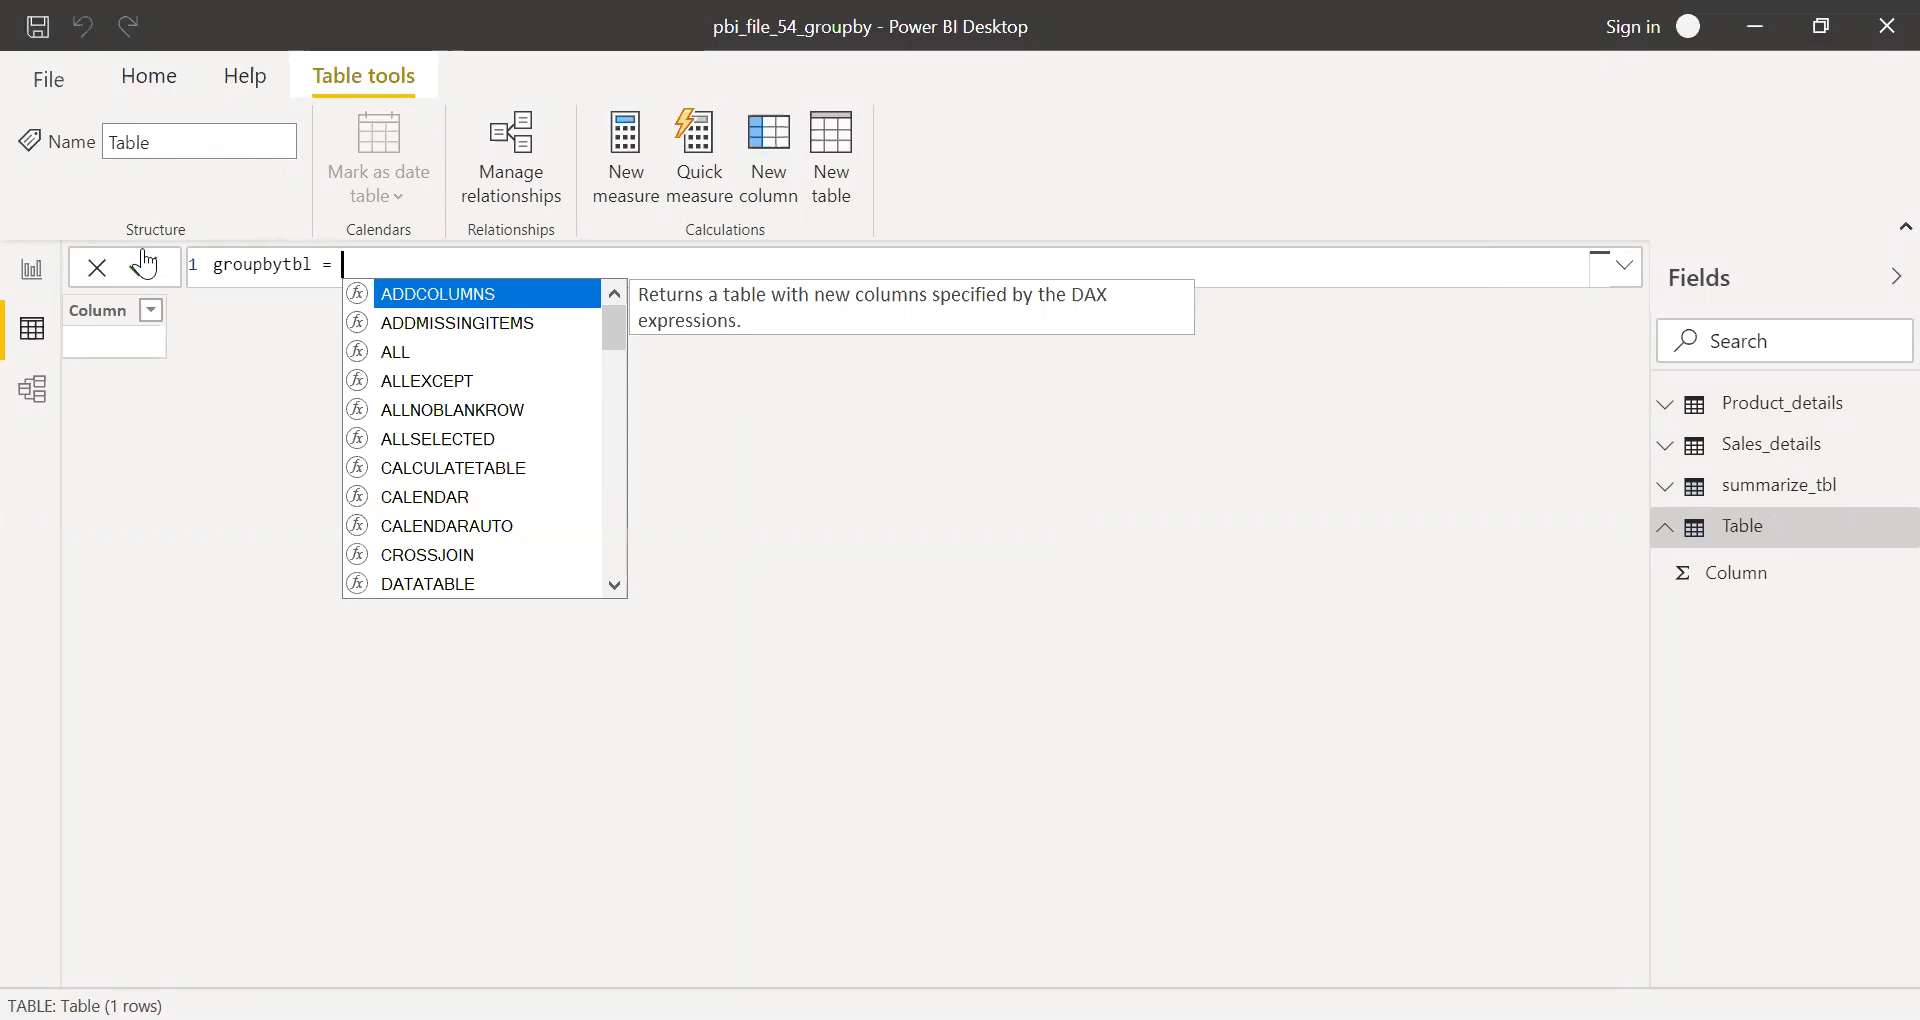 pbi_file_54_groupby - Power BI Desktop
Sign in
File
Home
Help
Table tools
Name
Table
Mark as date
table
Manage
relationships
New
measure
Quick
measure
New
column
New
table
Structure
Calendars
Relationships
Calculations
1 groupbytbl =
Column
ADDCOLUMNS
ADDMISSINGITEMS
ALL
ALLEXCEPT
ALLNOBLANKROW
ALLSELECTED
CALCULATETABLE
CALENDAR
CALENDARAUTO
CROSSJOIN
DATATABLE
Returns a table with new columns specified by the DAX
expressions.
Fields
Search
Product_details
Sales_details
summarize_tbl
Table
Σ Column
TABLE: Table (1 rows)